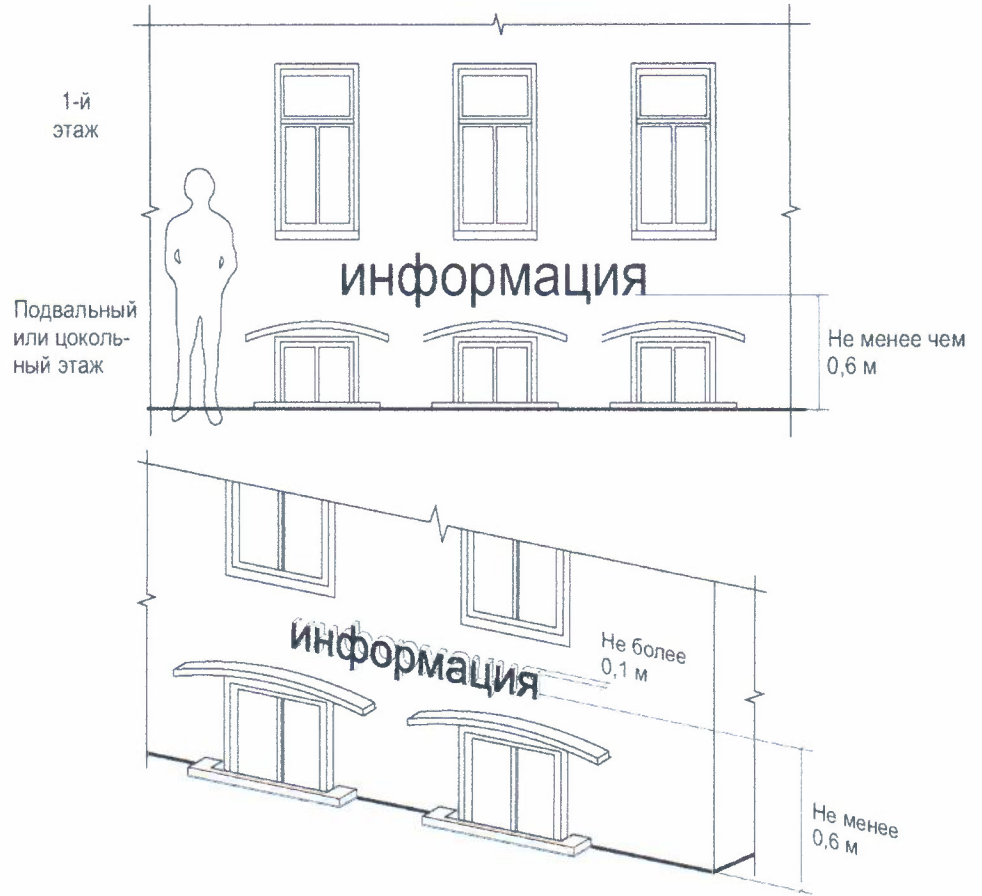 1-й
этаж
информация
Подвальный
или цоколь-
ный этаж
Не менее чем
0,6 м
информация
Не более
0,1 м
Не менее
0,6 м